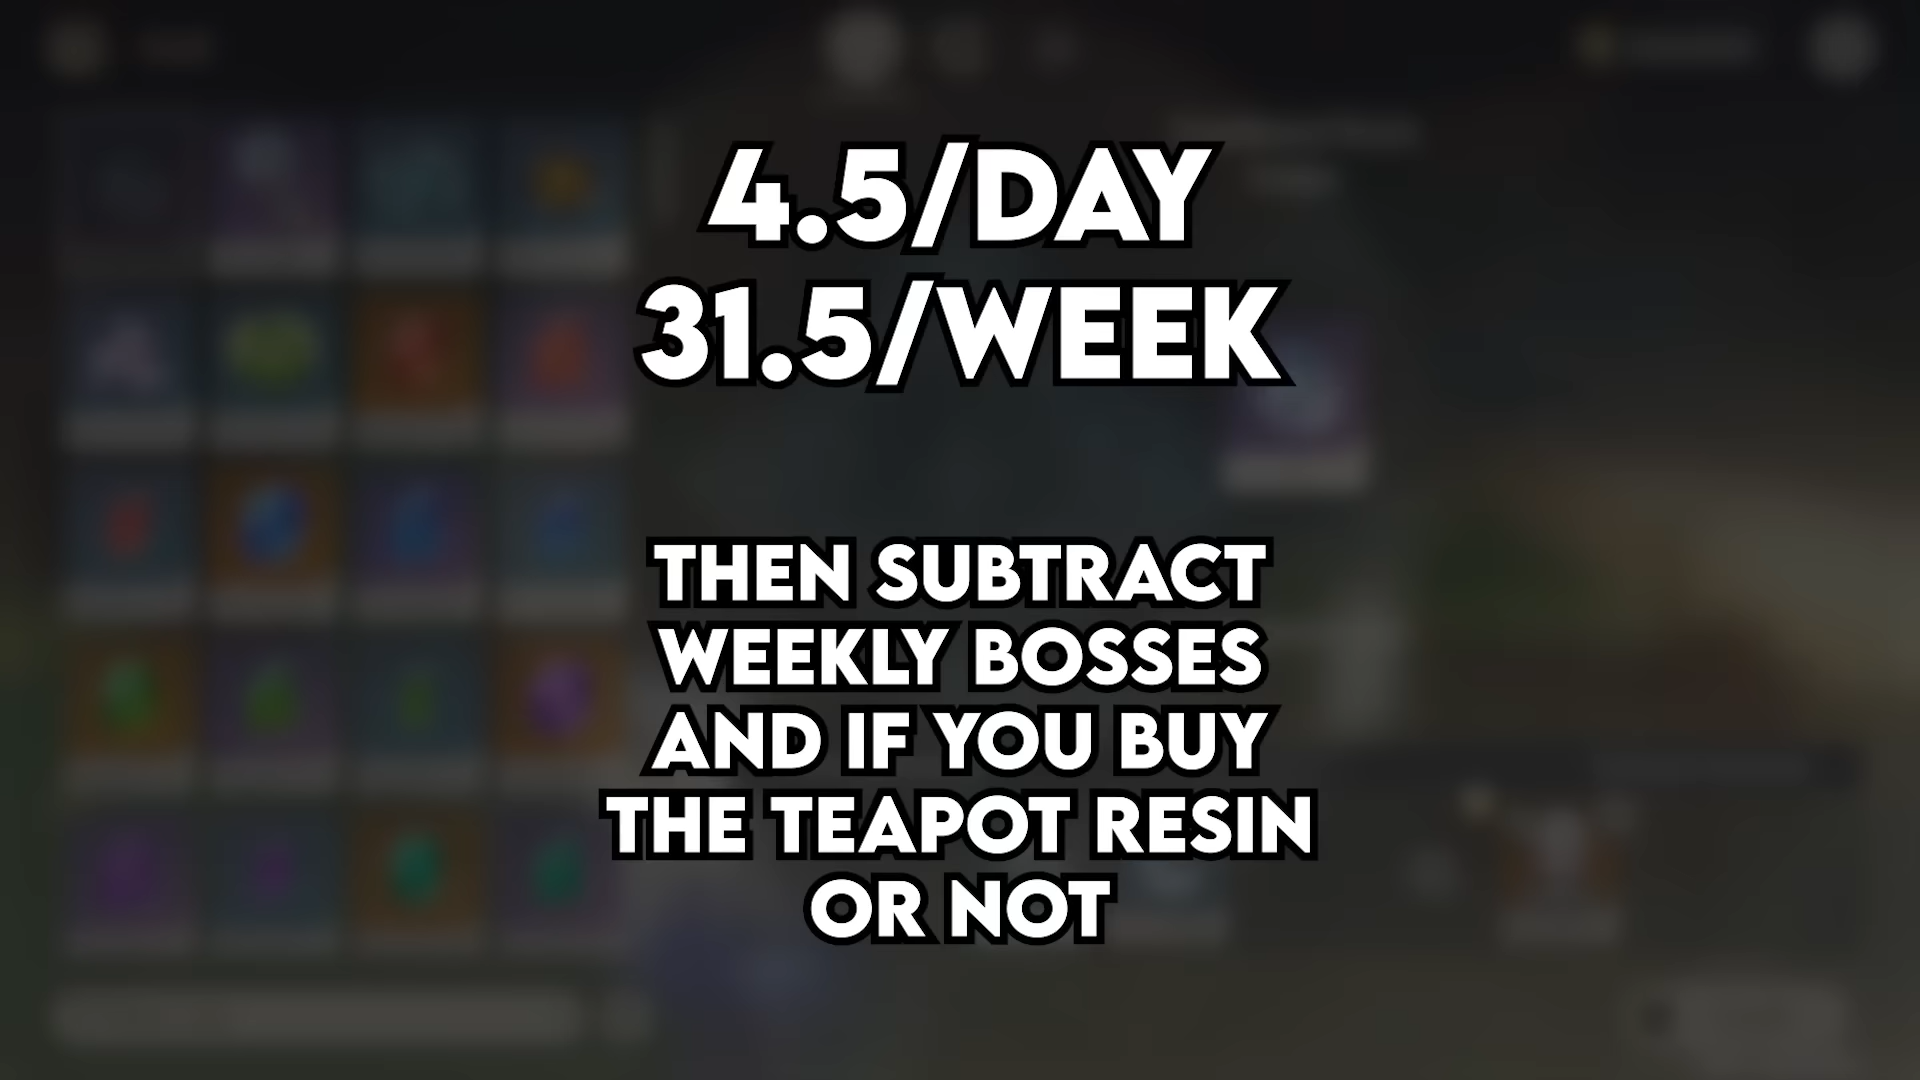 4.5/DAY
31.5/WEEK
THEN SUBTRACT
WEEKLY BOSSES
AND IF YOU BUY
THE TEAPOT RESIN
OR NOT